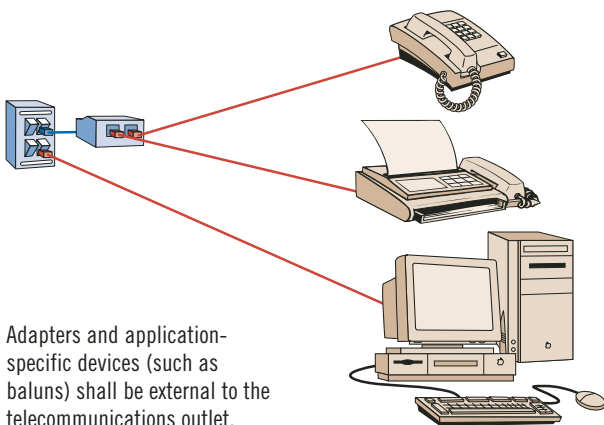 Adapters and application-
specific devices (such as
baluns) shall be external to the
telecommunications outlet.